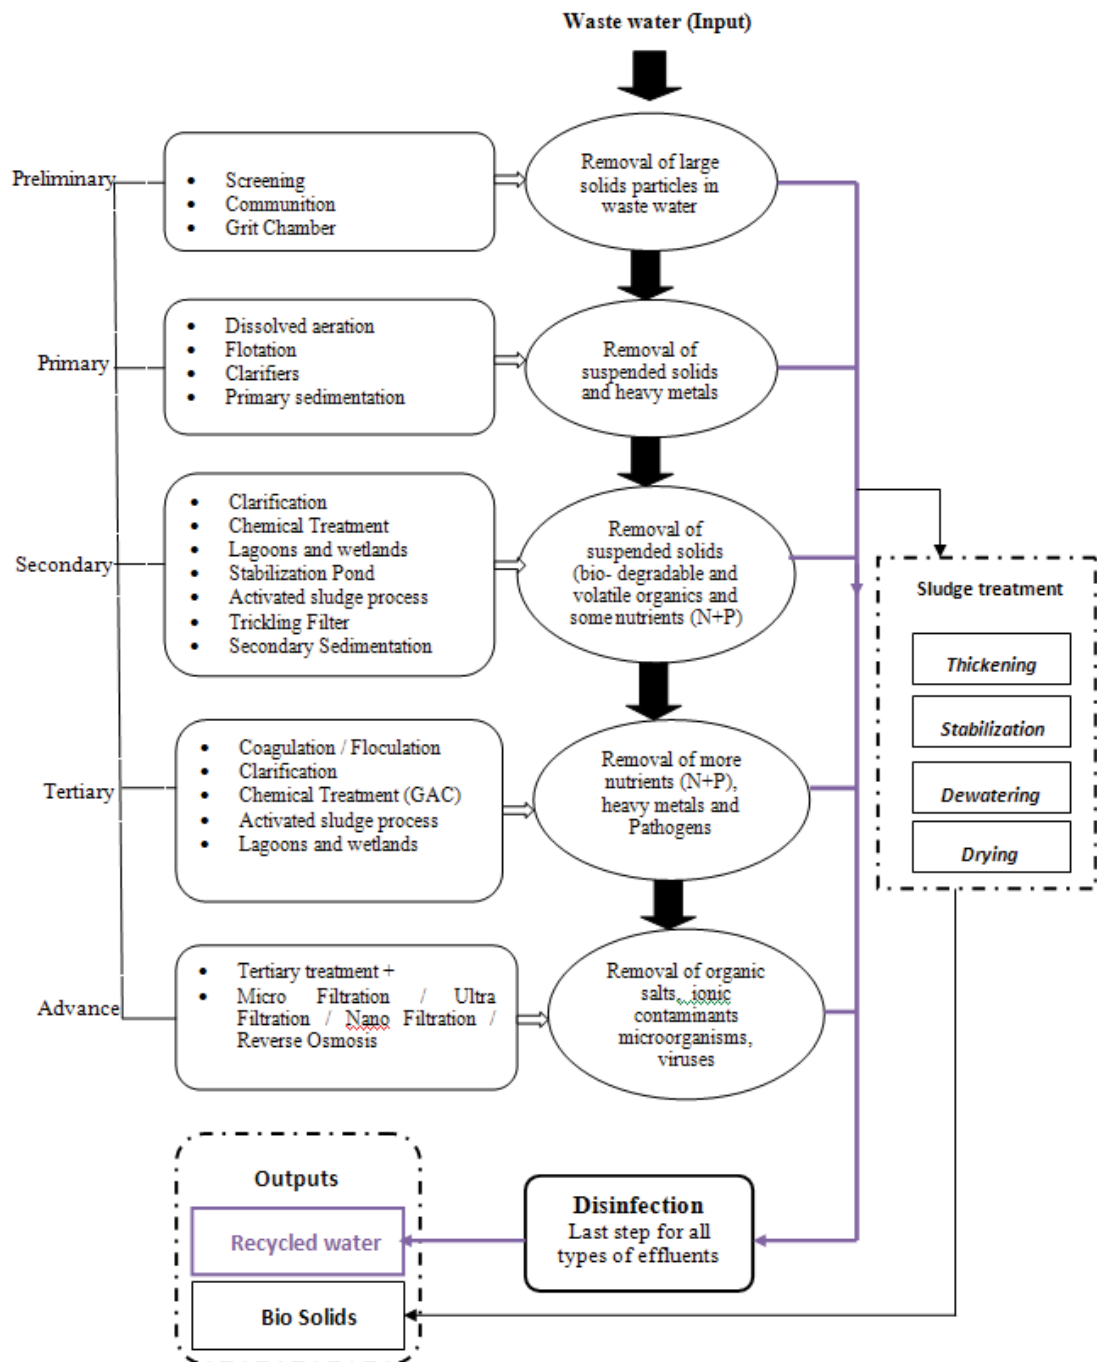 Waste water (Input)
Preliminary
Screening
Communition
Grit Chamber
Removal of large
solids particles in
waste water
Primary
Dissolved aeration
Flotation
Clarifiers
Primary sedimentation
Removal of
suspended solids
and heavy metals
Secondary
Clarification
Chemical Treatment
Lagoons and wetlands
Stabilization Pond
Activated sludge process
Trickling Filter
Secondary Sedimentation
Removal of
suspended solids
(bio- degradable and
volatile organics and
some nutrients (N+P)
Sludge treatment
Thickening
Stabilization
Dewatering
Drying
Tertiary
Coagulation / Floculation
Clarification
Chemical Treatment (GAC)
Activated sludge process
Lagoons and wetlands
Removal of more
nutrients (N+P),
heavy metals and
Pathogens
Advance
Tertiary treatment +
Micro Filtration / Ultra
Filtration / Nano Filtration /
Reverse Osmosis
Removal of organic
salts, ionic
contaminants
microorganisms,
viruses
Outputs
Recycled water
Bio Solids
Disinfection
Last step for all
types of effluents